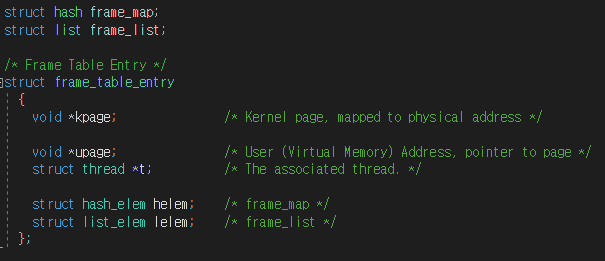 struct hash frame_map;
struct list frame_list;
/* Frame Table Entry */
struct frame_table_entry
{
void *kpage; /* Kernel page, mapped to physical address */
void *upage; /* User (Virtual Memory) Address, pointer to page */
struct thread *t; /* The associated thread. */
struct hash_elem helem; /* frame_map */
struct list_elem lelem; /* frame_list */
};